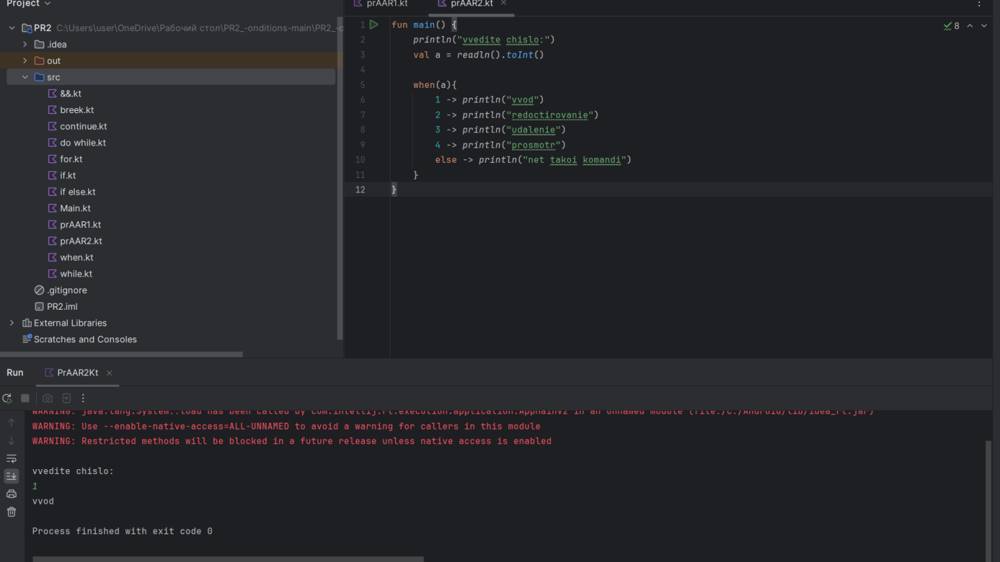 Project
prAAR1.kt
prAAR2.kt
PR2 C:\Users\user\OneDrive\Рабочий стол\PR2_-onditions-main\PR2_-o
.idea
out
src
&&.kt
breek.kt
continue.kt
do while.kt
for.kt
if.kt
if else.kt
Main.kt
prAAR1.kt
prAAR2.kt
when.kt
while.kt
.gitignore
PR2.iml
External Libraries
Scratches and Consoles
8
1 fun main() {
2 println("vvedite chislo:")
3 val a = readln().toInt()
4
5 when(a){
6 1 -> println("vvod")
7 2 -> println("redoctirovanie")
8 3 -> println("udalenie")
9 4 -> println("prosmotr")
10 else -> println("net takoi komandi")
11 }
12 }
Run
PrAAR2Kt
WARNING: java.lang.System::load has been called by com.intellij.rt.execution.application.AppMainV2 in an unnamed module (file:/C:/Android/lib/idea_rt.jar)
WARNING: Use --enable-native-access=ALL-UNNAMED to avoid a warning for callers in this module
WARNING: Restricted methods will be blocked in a future release unless native access is enabled
vvedite chislo:
1
vvod
Process finished with exit code 0